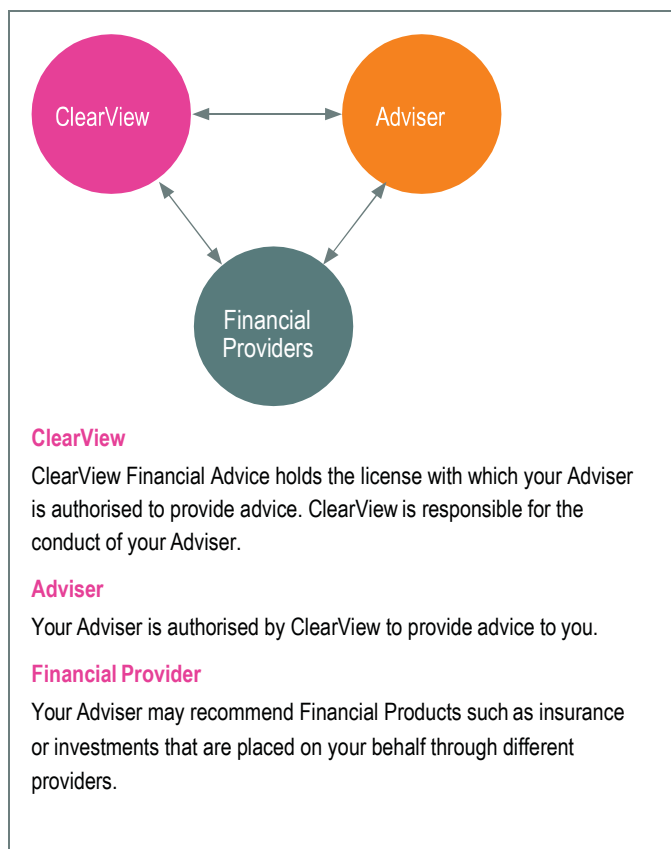 ClearView
Adviser
Financial
Providers
ClearView
ClearView Financial Advice holds the license with which your Adviser
is authorised to provide advice. ClearView is responsible for the
conduct of your Adviser.
Adviser
Your Adviser is authorised by ClearView to provide advice to you.
Financial Provider
Your Adviser may recommend Financial Products such as insurance
or investments that are placed on your behalf through different
providers.